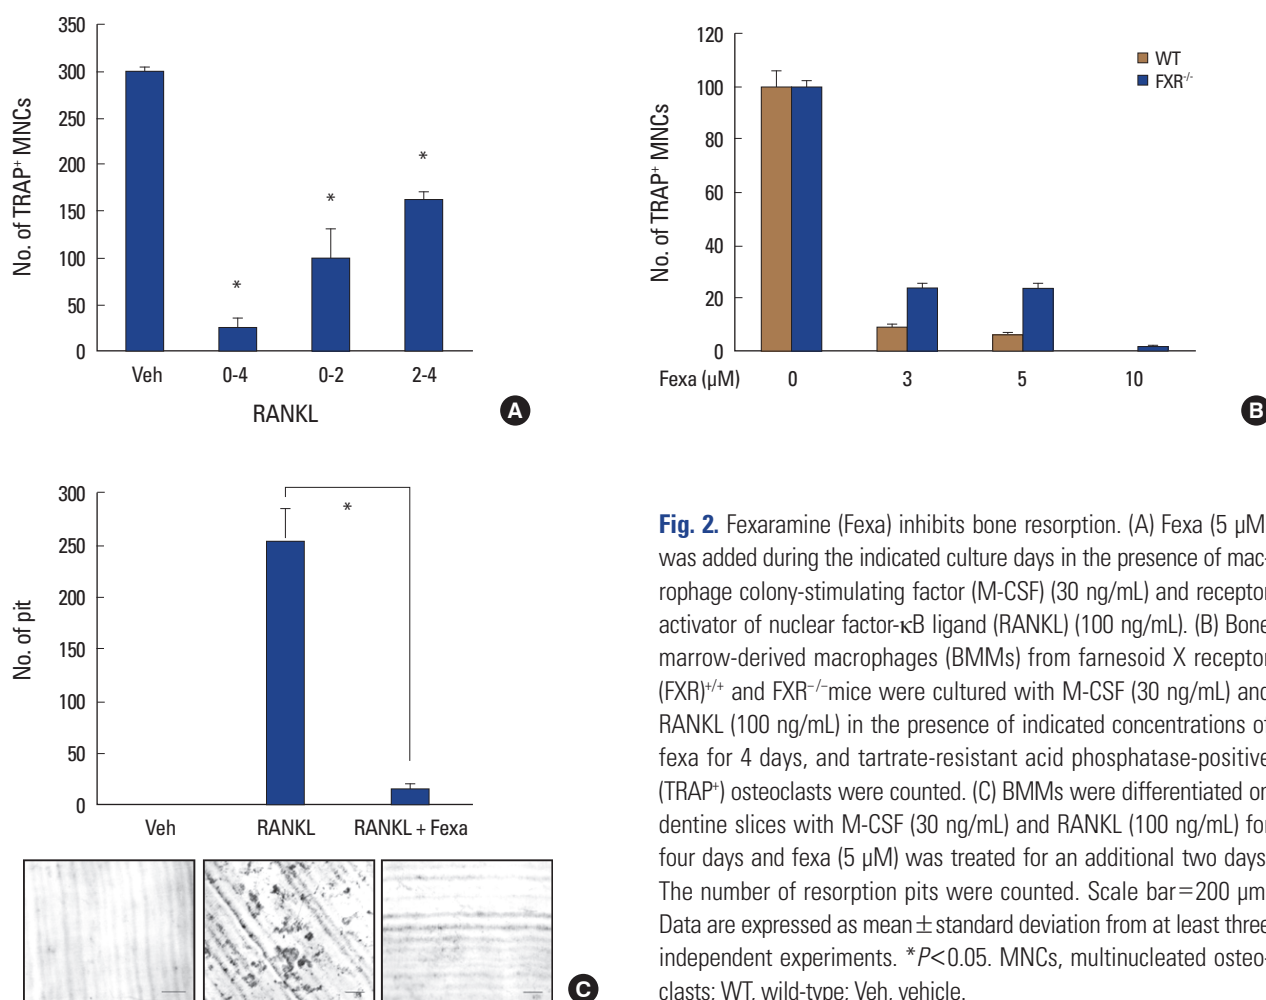 350
300
250
200
150
100
50
0
No. of TRAP+ MNCs
*
*
*
Veh
0-4
0-2
2-4
RANKL
A
120
100
80
60
40
20
0
No. of TRAP+ MNCs
WT
FXR-/-
Fexa (µM)
0
3
5
10
B
300
250
200
150
100
50
0
No. of pit
*
Veh
RANKL
RANKL + Fexa
C
Fig. 2. Fexaramine (Fexa) inhibits bone resorption. (A) Fexa (5 µM
was added during the indicated culture days in the presence of mac-
rophage colony-stimulating factor (M-CSF) (30 ng/mL) and receptor
activator of nuclear factor-κB ligand (RANKL) (100 ng/mL). (B) Bone
marrow-derived macrophages (BMMs) from farnesoid X receptor
(FXR)+/+ and FXR−/−mice were cultured with M-CSF (30 ng/mL) and
RANKL (100 ng/mL) in the presence of indicated concentrations of
fexa for 4 days, and tartrate-resistant acid phosphatase-positive
(TRAP+) osteoclasts were counted. (C) BMMs were differentiated on
dentine slices with M-CSF (30 ng/mL) and RANKL (100 ng/mL) for
four days and fexa (5 µM) was treated for an additional two days
The number of resorption pits were counted. Scale bar=200 µm
Data are expressed as mean±standard deviation from at least three
independent experiments. *P<0.05. MNCs, multinucleated osteo-
clasts; WT, wild-type; Veh, vehicle.